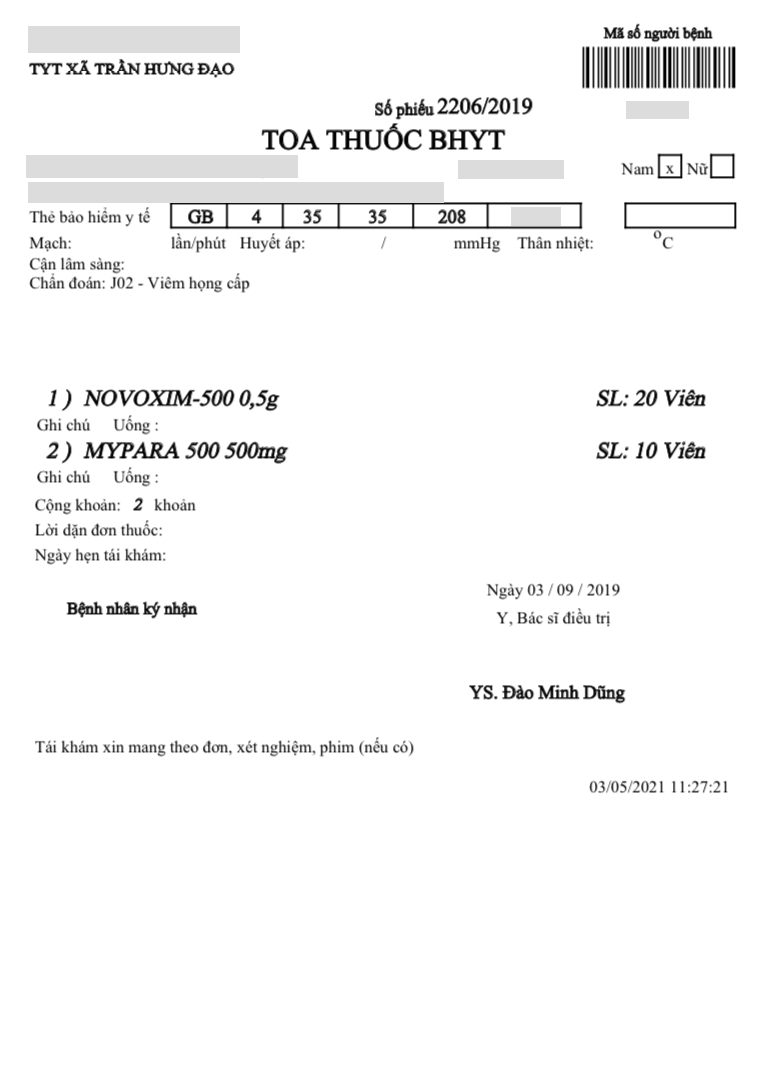 Mã số người bệnh
TYT XÃ TRẦN HƯNG ĐẠO
Số phiếu 2206/2019
TOA THUỐC BHYT
Nam x Nữ
Thẻ bảo hiểm y tế GB 4 35 35 208
Mạch: lần/phút Huyết áp: / mmHg Thân nhiệt: oC
Cận lâm sàng:
Chẩn đoán: J02 - Viêm họng cấp
1 ) NOVOXIM-500 0,5g SL: 20 Viên
Ghi chú Uống :
2 ) MYPARA 500 500mg SL: 10 Viên
Ghi chú Uống :
Cộng khoản: 2 khoản
Lời dặn đơn thuốc:
Ngày hẹn tái khám:
Ngày 03 / 09 / 2019
Bệnh nhân ký nhận
Y, Bác sĩ điều trị
YS. Đào Minh Dũng
Tái khám xin mang theo đơn, xét nghiệm, phim (nếu có)
03/05/2021 11:27:21